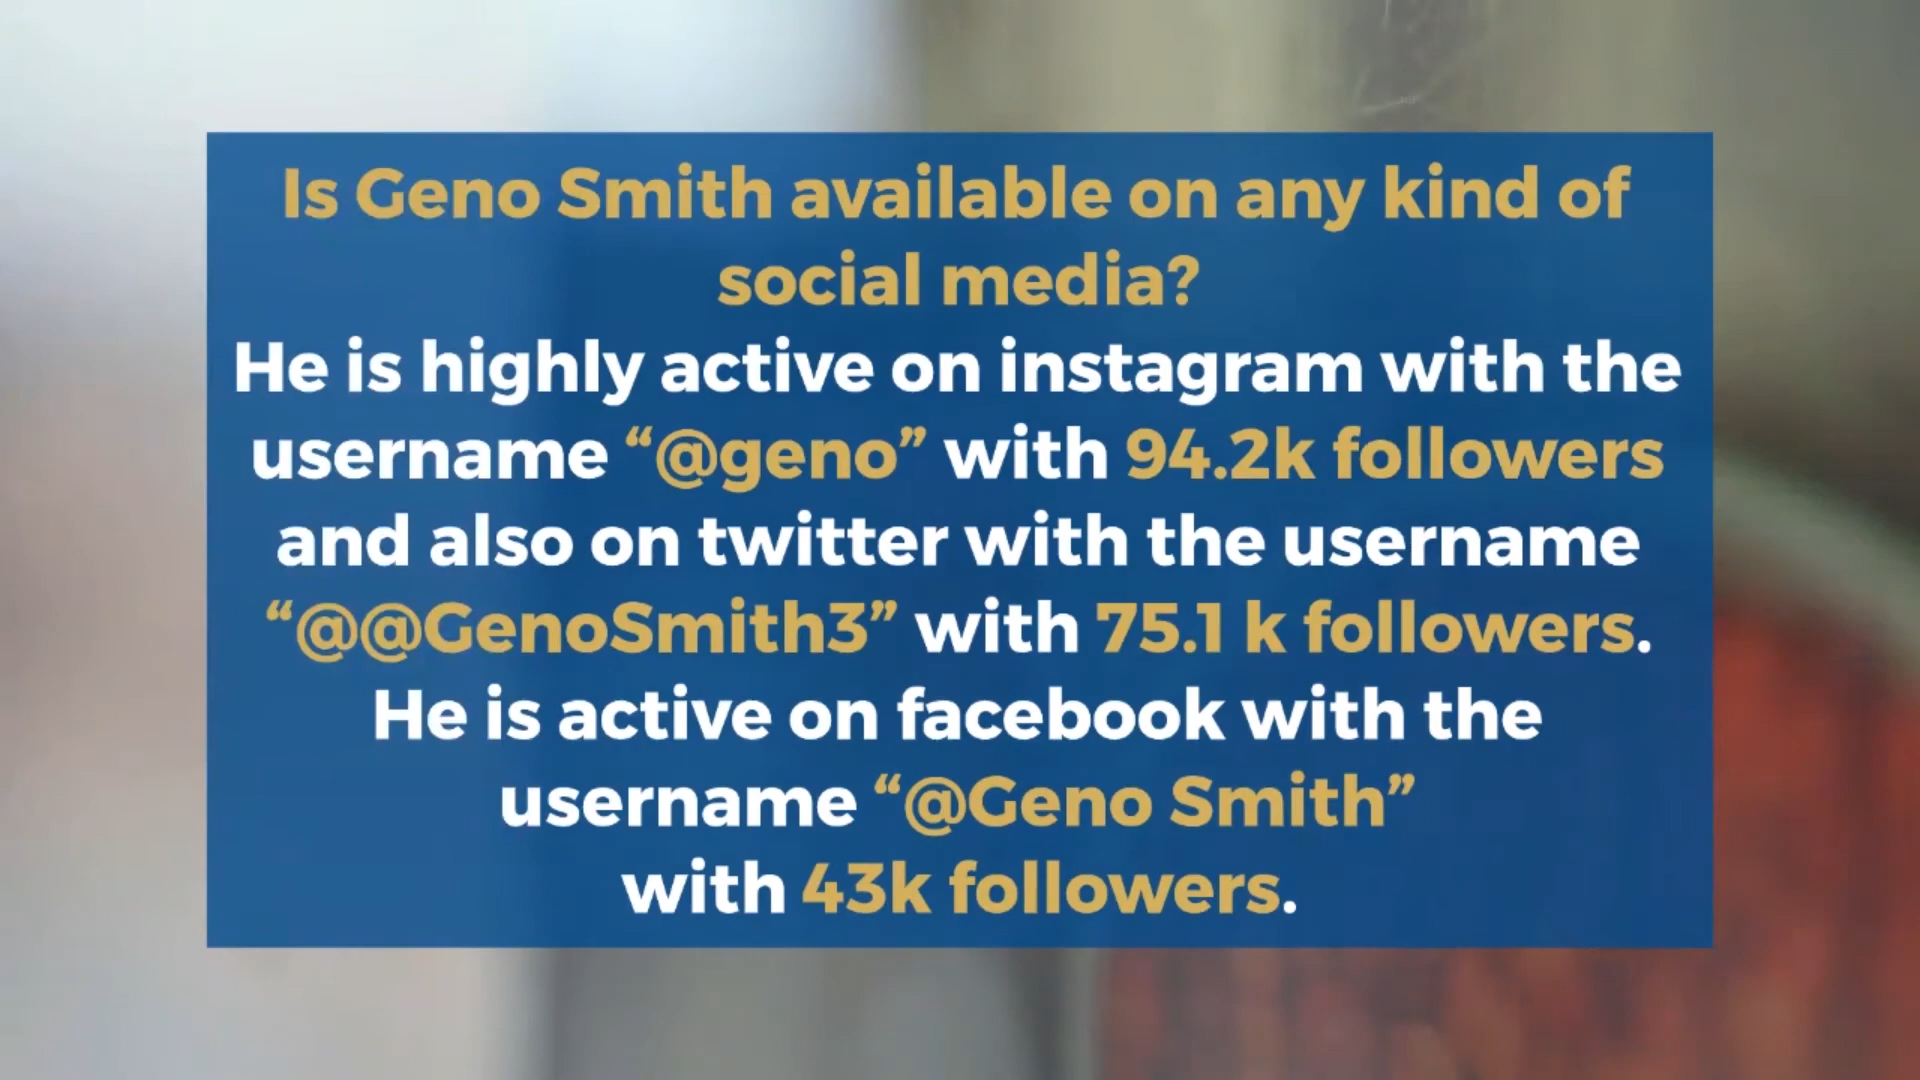 Is Geno Smith available on any kind of
social media?
He is highly active on instagram with the
username “@geno” with 94.2k followers
and also on twitter with the username
“@@GenoSmith3” with 75.1 k followers.
He is active on facebook with the
username “@Geno Smith”
with 43k followers.